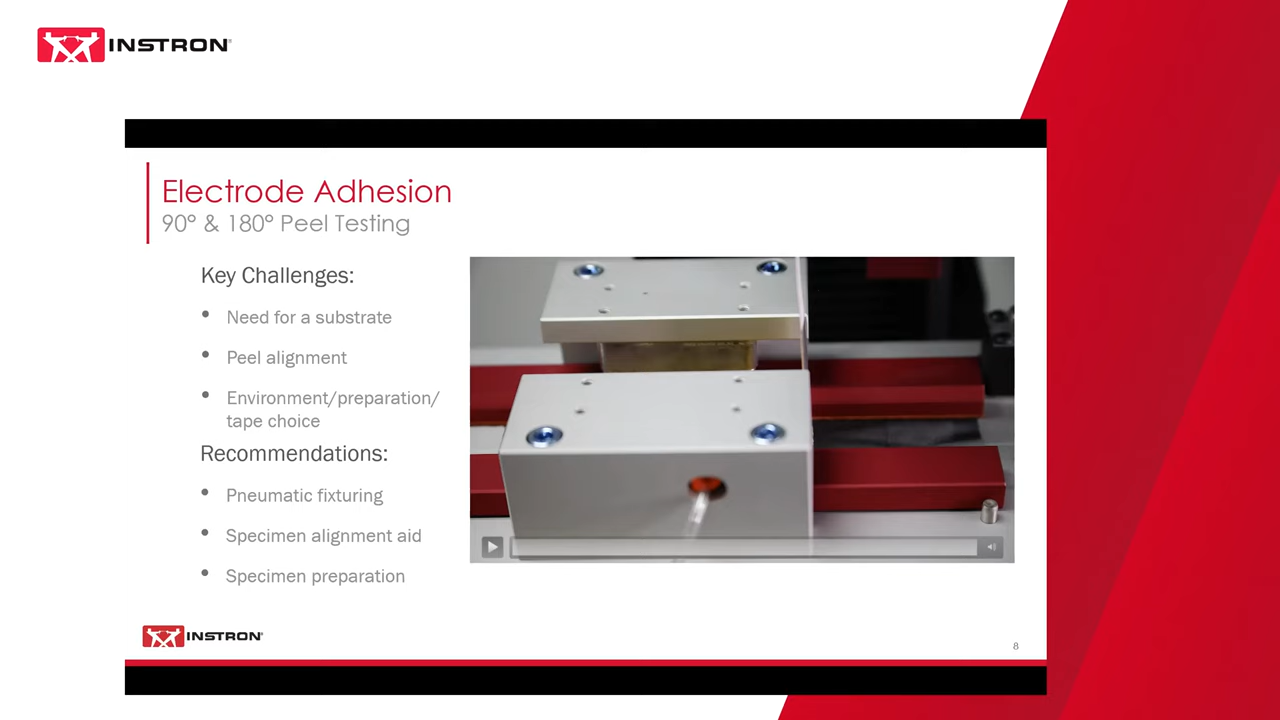 INSTRON
Electrode Adhesion
90° & 180° Peel Testing
Key Challenges:
• Need for a substrate
• Peel alignment
• Environment/preparation/
tape choice
Recommendations:
• Pneumatic fixturing
• Specimen alignment aid
• Specimen preparation
INSTRON
8